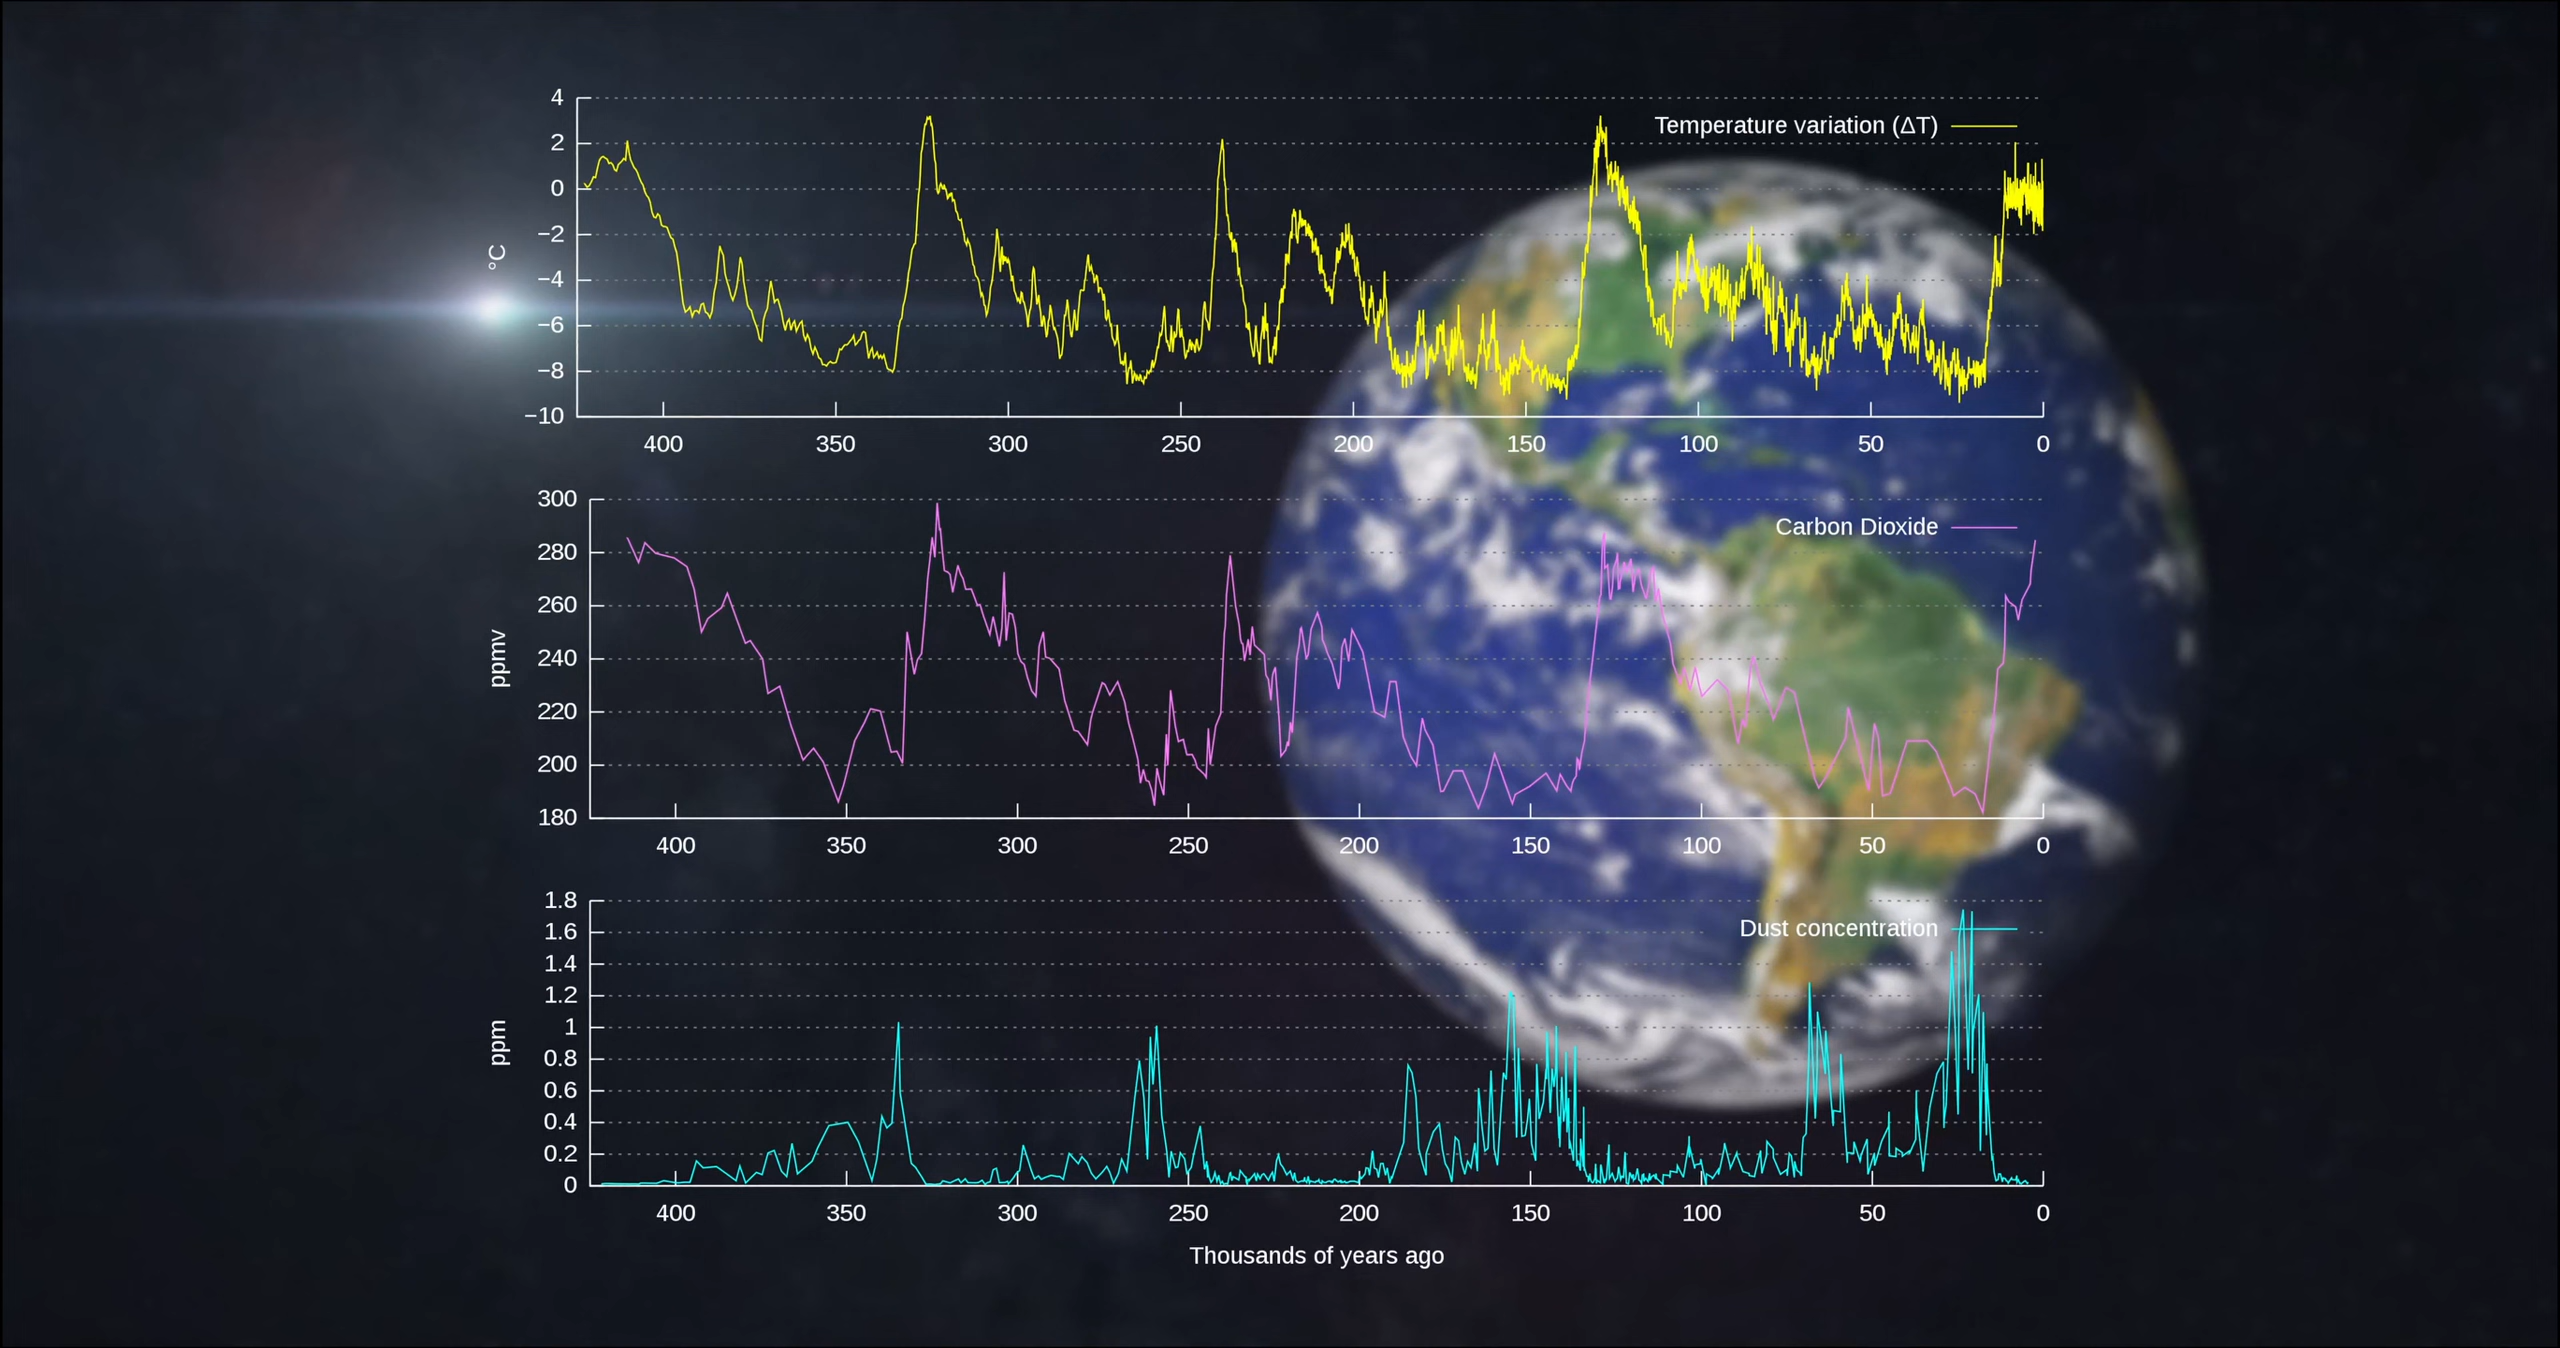 4
Temperature variation (ΔT)
2
0
−2
°C
−4
−6
−8
−10
400 350 300 250 200 150 100 50 0
300
Carbon Dioxide
280
260
240
ppmv
220
200
180
400 350 300 250 200 150 100 50 0
1.8
Dust concentration
1.6
1.4
1.2
1
ppm
0.8
0.6
0.4
0.2
0
400 350 300 250 200 150 100 50 0
Thousands of years ago